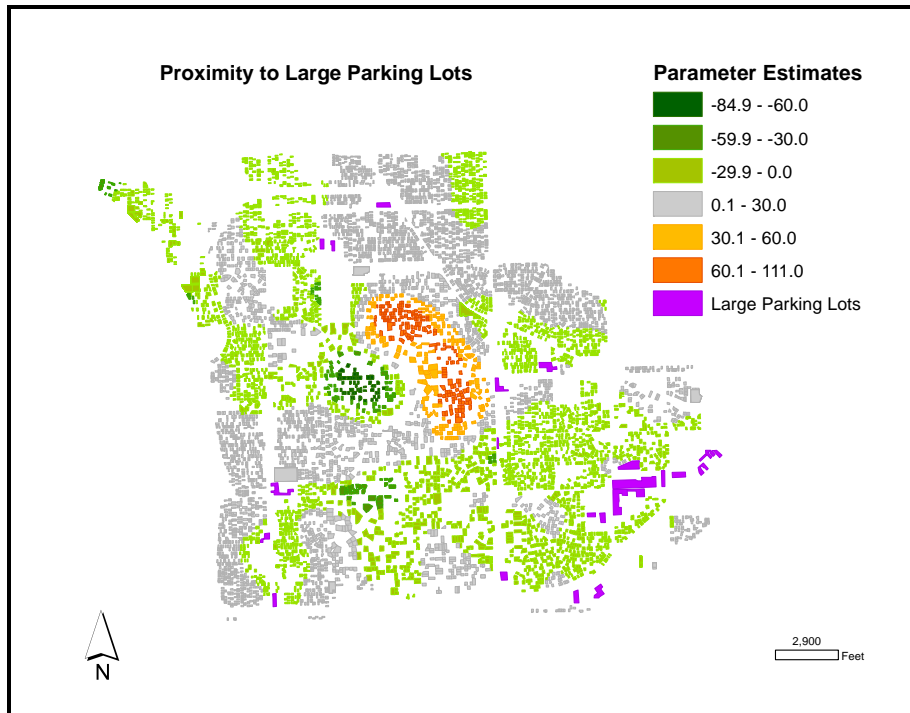 Proximity to Large Parking Lots
Parameter Estimates
-84.9 - -60.0
-59.9 - -30.0
-29.9 - 0.0
0.1 - 30.0
30.1 - 60.0
60.1 - 111.0
Large Parking Lots
N
2,900
Feet